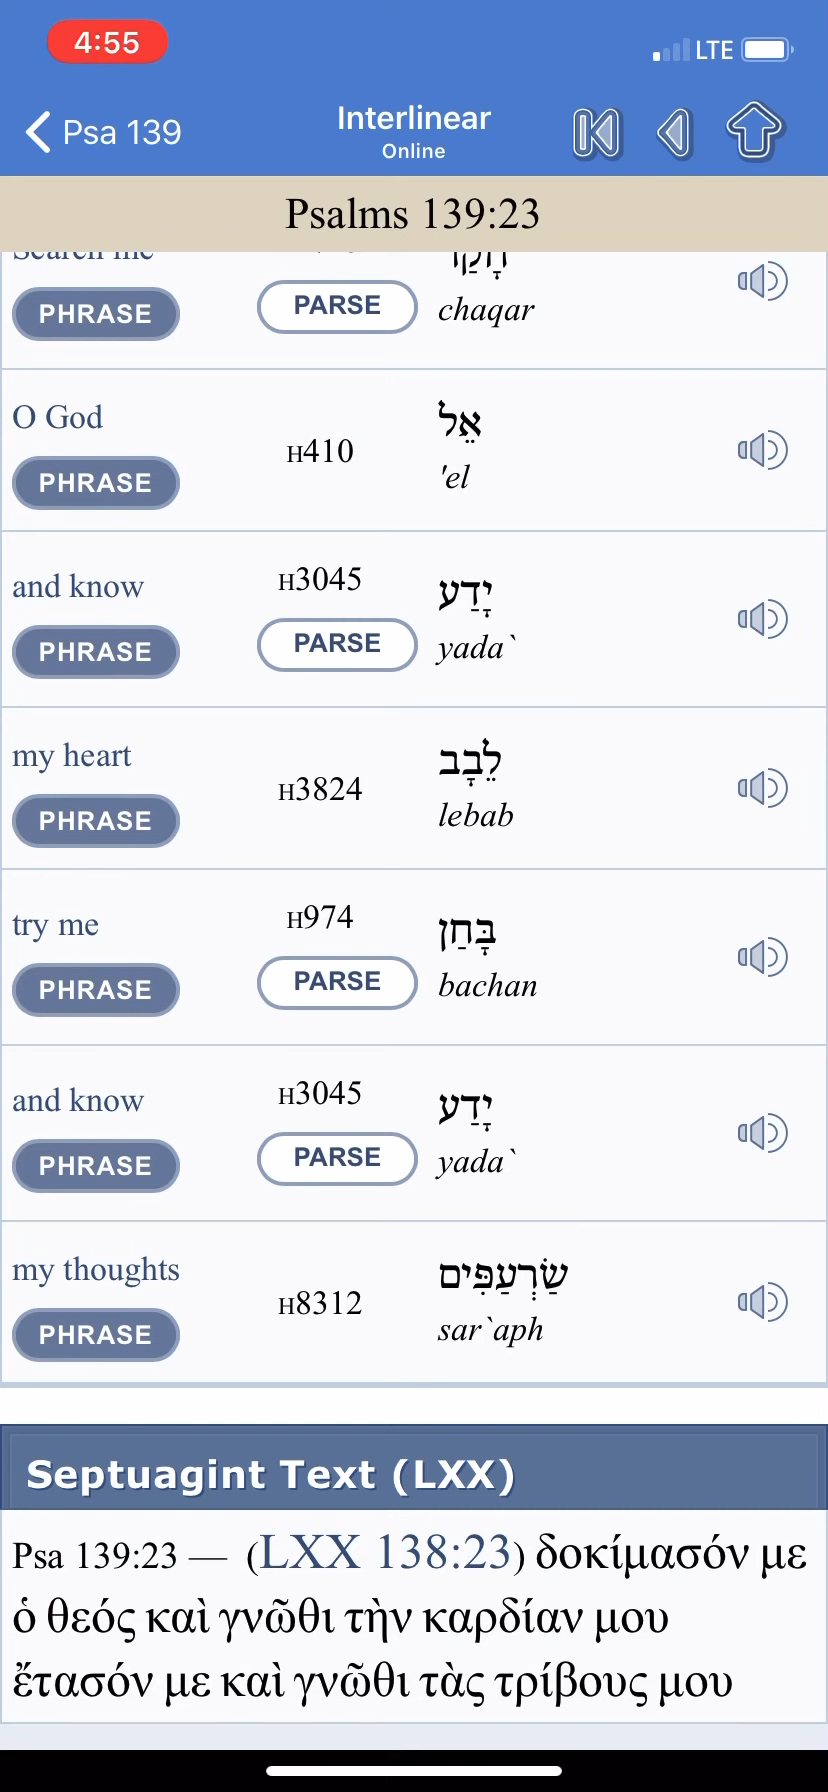 4:55
LTE
Psa 139
Interlinear
Online
Psalms 139:23
Search me
PHRASE
PARSE
chaqar
O God
PHRASE
H410
אֵל
'el
and know
PHRASE
H3045
PARSE
יָדַע
yada`
my heart
PHRASE
H3824
לֵבָב
lebab
try me
PHRASE
H974
PARSE
בָּחַן
bachan
and know
PHRASE
H3045
PARSE
יָדַע
yada`
my thoughts
PHRASE
H8312
שַׂרְעַפִּים
sar`aph
Septuagint Text (LXX)
Psa 139:23 — (LXX 138:23) δοκίμασόν με
ὁ θεός καὶ γνῶθι τὴν καρδίαν μου
ἔτασόν με καὶ γνῶθι τὰς τρίβους μου